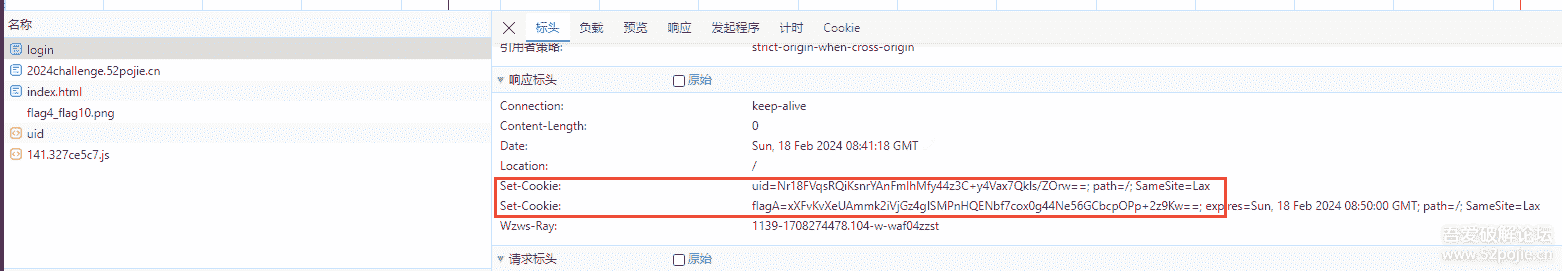 名称
login
2024challenge.52pojie.cn
index.html
flag4_flag10.png
uid
141.327ce5c7.js
标头 负载 预览 响应 发起程序 计时 Cookie
引用者策略: strict-origin-when-cross-origin
响应标头 原始
Connection: keep-alive
Content-Length: 0
Date: Sun, 18 Feb 2024 08:41:18 GMT
Location: /
Set-Cookie: uid=Nr18FVqsRQiKsnrYAnFmlhMfy44z3C+y4Vax7Qkls/ZOrw==; path=/; SameSite=Lax
Set-Cookie: flagA=xXFvKvXeUAmmk2iVjGz4gISMPnHQENbf7cox0g44Ne56GCbcpOPp+2z9Kw==; expires=Sun, 18 Feb 2024 08:50:00 GMT; path=/; SameSite=Lax
Wzws-Ray: 1139-1708274478.104-w-waf04zzst
请求标头 原始
吾爱破解论坛
www.52pojie.cn